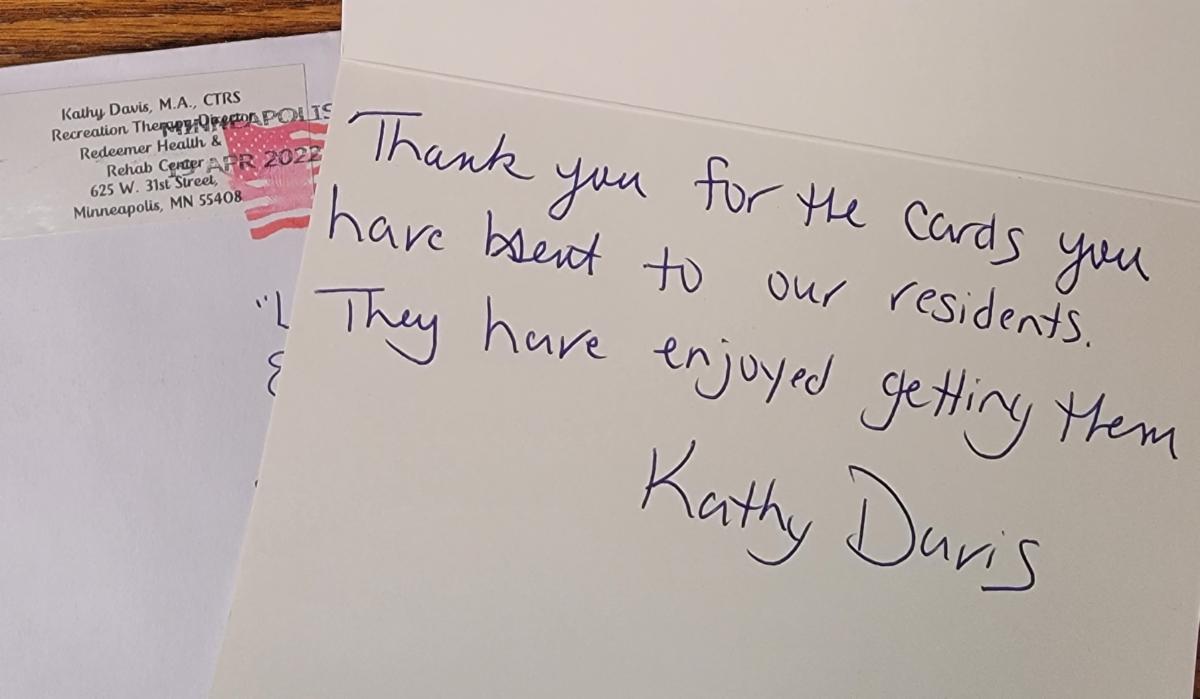 Kathy Davis, M.A., CTRS
Recreation Therapy Director
Redeemer Health &
Rehab Center
625 W. 31st Street,
Minneapolis, MN 55408
MINNEAPOLIS
APR 2022
"L
Thank you for the cards you
have sent to our residents.
They have enjoyed getting them
Kathy Davis